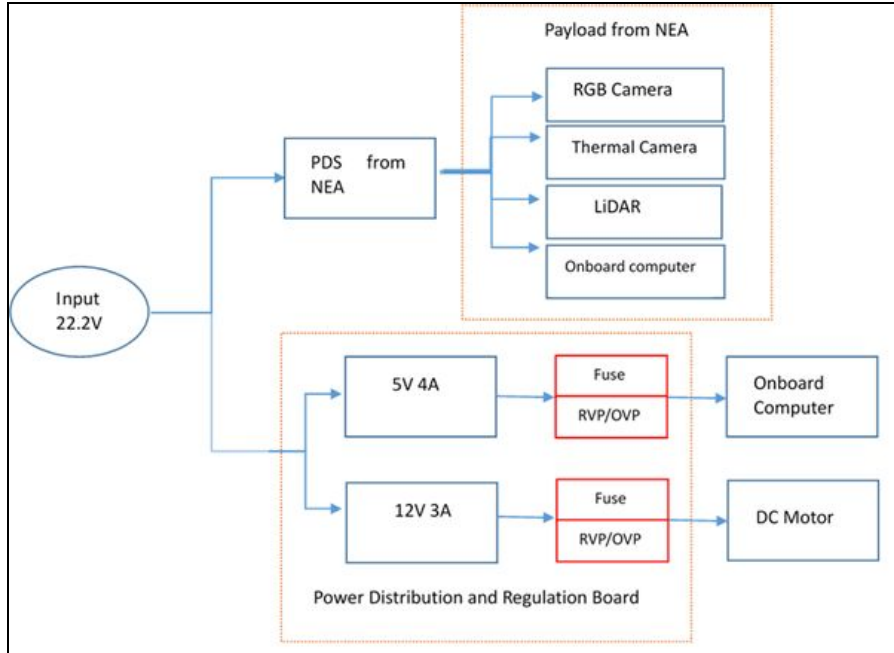 Payload from NEA
RGB Camera
Thermal Camera
LiDAR
Onboard computer
PDS from
NEA
Input
22.2V
5V 4A
Fuse
RVP/OVP
Onboard
Computer
12V 3A
Fuse
RVP/OVP
DC Motor
Power Distribution and Regulation Board